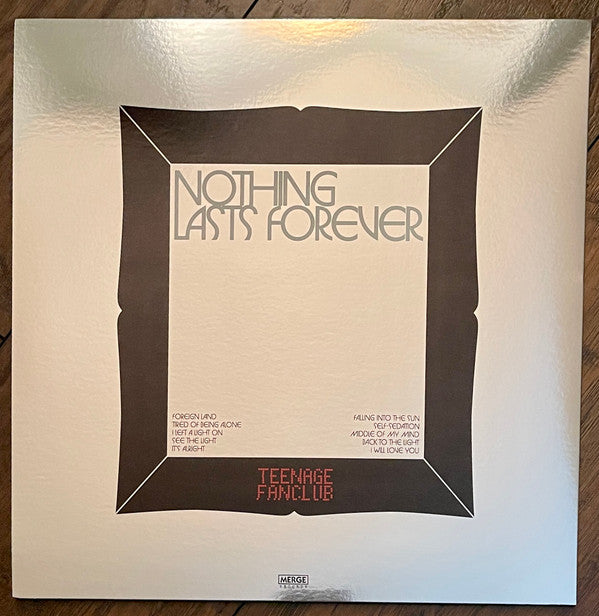 NOTHING
LASTS FOREVER
FOREIGN LAND
TIRED OF BEING ALONE
I LEFT A LIGHT ON
SEE THE LIGHT
IT'S ALRIGHT
FALLING INTO THE SUN
SELF-SEDATION
MIDDLE OF MY MIND
BACK TO THE LIGHT
I WILL LOVE YOU
TEENAGE
FANCLUB
MERGE
RECORDS